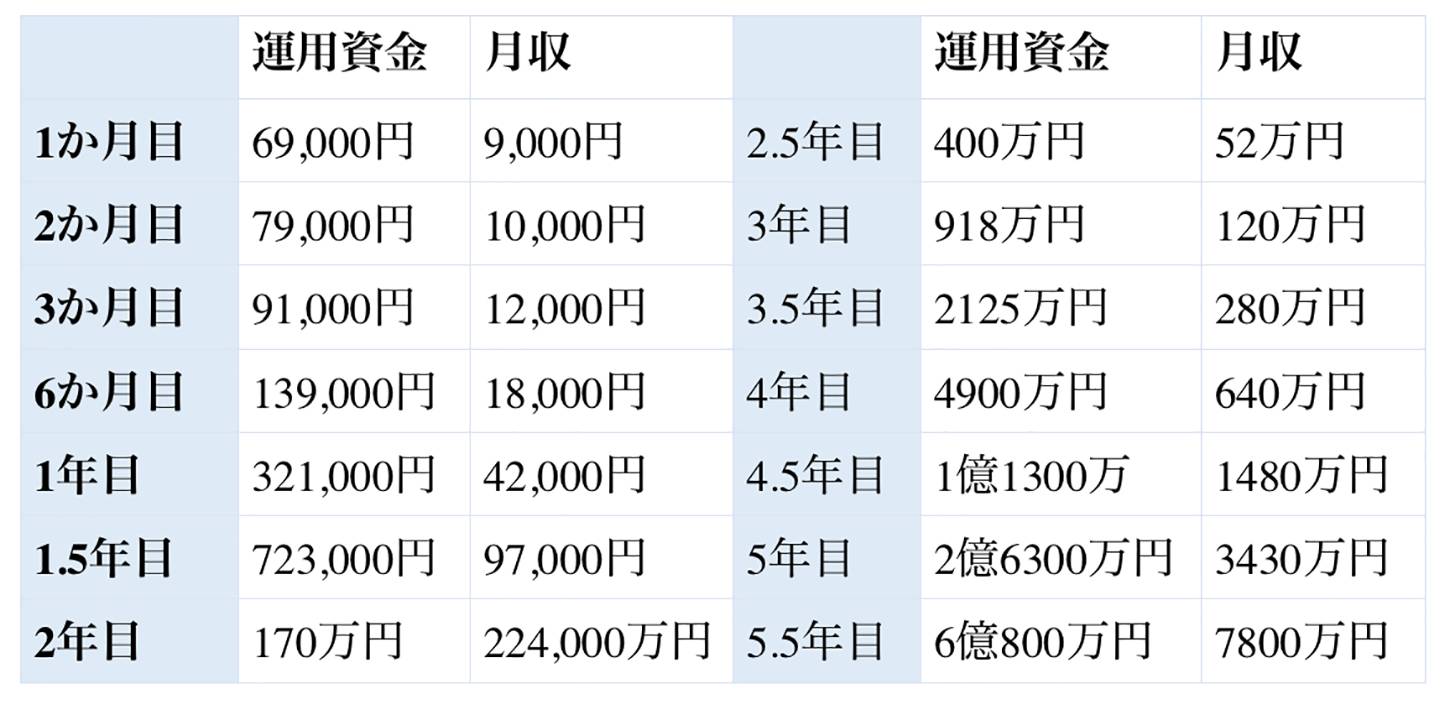 運用資金 月収 運用資金 月収
1か月目 69,000円 9,000円 2.5年目 400万円 52万円
2か月目 79,000円 10,000円 3年目 918万円 120万円
3か月目 91,000円 12,000円 3.5年目 2125万円 280万円
6か月目 139,000円 18,000円 4年目 4900万円 640万円
1年目 321,000円 42,000円 4.5年目 1億1300万 1480万円
1.5年目 723,000円 97,000円 5年目 2億6300万円 3430万円
2年目 170万円 224,000万円 5.5年目 6億800万円 7800万円